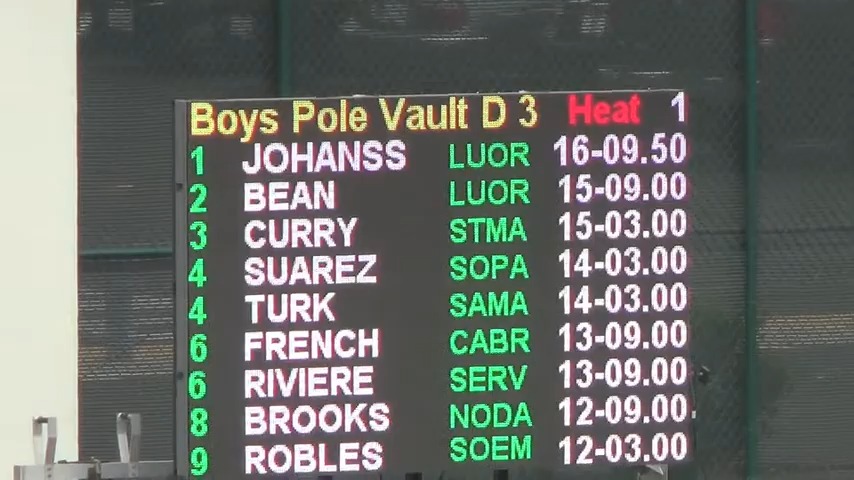 Boys Pole Vault D 3 Heat 1
1 JOHANSS LUOR 16-09.50
2 BEAN LUOR 15-09.00
3 CURRY STMA 15-03.00
4 SUAREZ SOPA 14-03.00
4 TURK SAMA 14-03.00
6 FRENCH CABR 13-09.00
6 RIVIERE SERV 13-09.00
8 BROOKS NODA 12-09.00
9 ROBLES SOEM 12-03.00